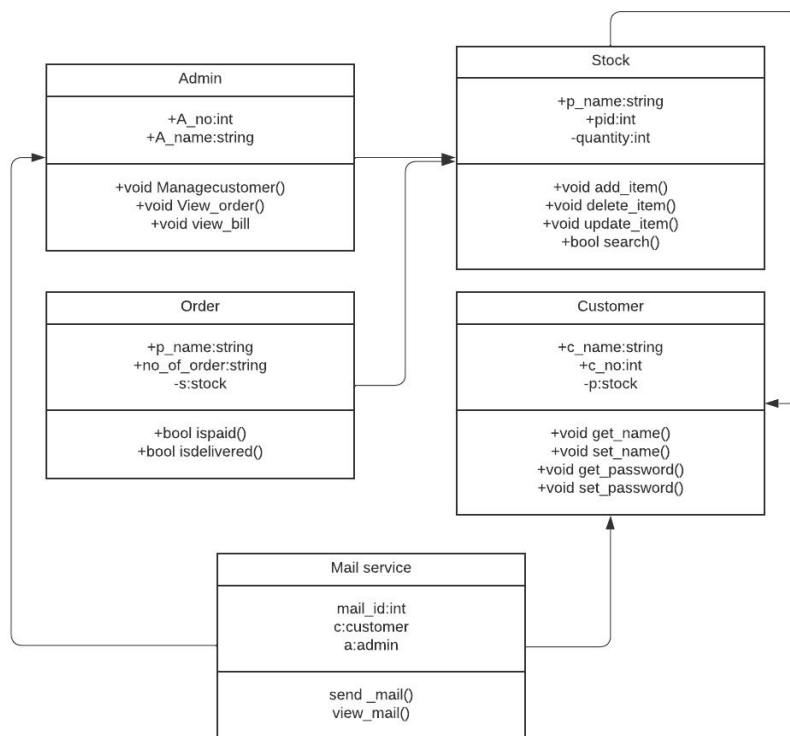 Admin
+A_no:int
+A_name:string
+void Managecustomer()
+void View_order()
+void view_bill
Stock
+p_name:string
+pid:int
-quantity:int
+void add_item()
+void delete_item()
+void update_item()
+bool search()
Order
+p_name:string
+no_of_order:string
-s:stock
+bool ispaid()
+bool isdelivered()
Customer
+c_name:string
+c_no:int
-p:stock
+void get_name()
+void set_name()
+void get_password()
+void set_password()
Mail service
mail_id:int
c:customer
a:admin
send _mail()
view_mail()